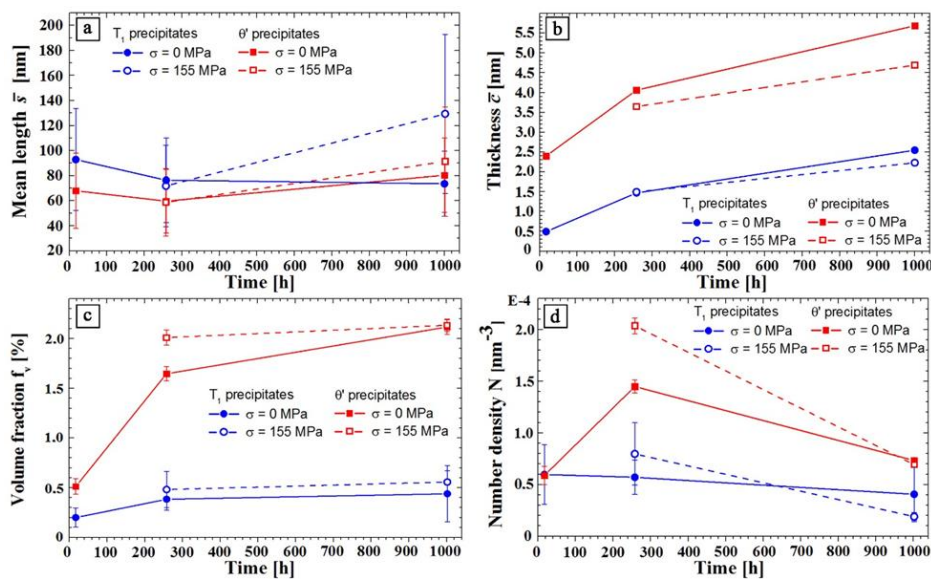 a
T₁ precipitates θ' precipitates
σ = 0 MPa σ = 0 MPa
σ = 155 MPa σ = 155 MPa
Mean length s̄ [nm]
200
180
160
140
120
100
80
60
40
20
0 100 200 300 400 500 600 700 800 900 1000
Time [h]
b
Thickness c̄ [nm]
5.5
5.0
4.5
4.0
3.5
3.0
2.5
2.0
1.5
1.0
0.5
0
T₁ precipitates θ' precipitates
σ = 0 MPa σ = 0 MPa
σ = 155 MPa σ = 155 MPa
0 100 200 300 400 500 600 700 800 900 1000
Time [h]
c
Volume fraction fᵥ [%]
2.0
1.5
1.0
0.5
0
T₁ precipitates θ' precipitates
σ = 0 MPa σ = 0 MPa
σ = 155 MPa σ = 155 MPa
0 100 200 300 400 500 600 700 800 900 1000
Time [h]
E-4
d
T₁ precipitates θ' precipitates
σ = 0 MPa σ = 0 MPa
σ = 155 MPa σ = 155 MPa
Number density N [nm⁻³]
2.0
1.5
1.0
0.5
0
0 100 200 300 400 500 600 700 800 900 1000
Time [h]